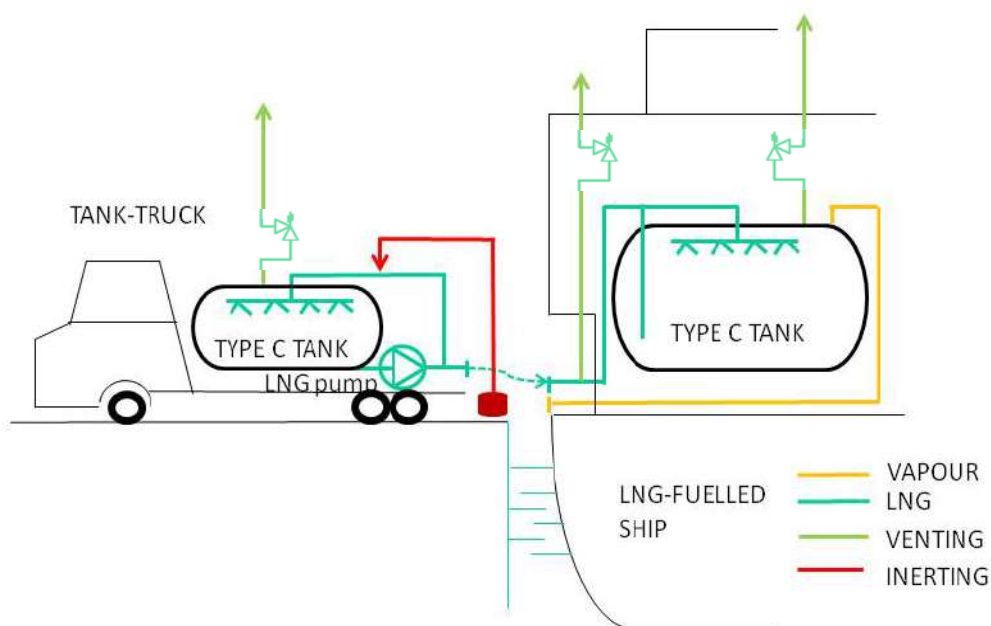 TANK-TRUCK
TYPE C TANK
LNG pump
TYPE C TANK
LNG-FUELLED
SHIP
VAPOUR
LNG
VENTING
INERTING